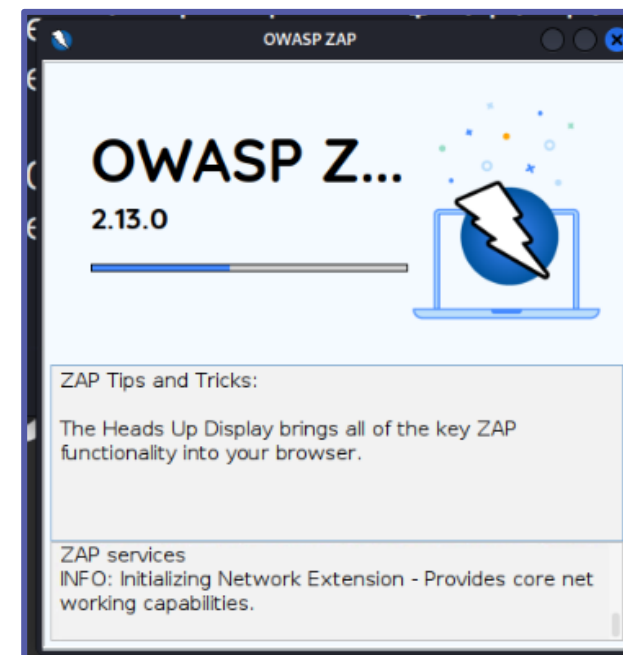 OWASP ZAP
OWASP Z...
2.13.0
ZAP Tips and Tricks:
The Heads Up Display brings all of the key ZAP
functionality into your browser.
ZAP services
INFO: Initializing Network Extension - Provides core net
working capabilities.